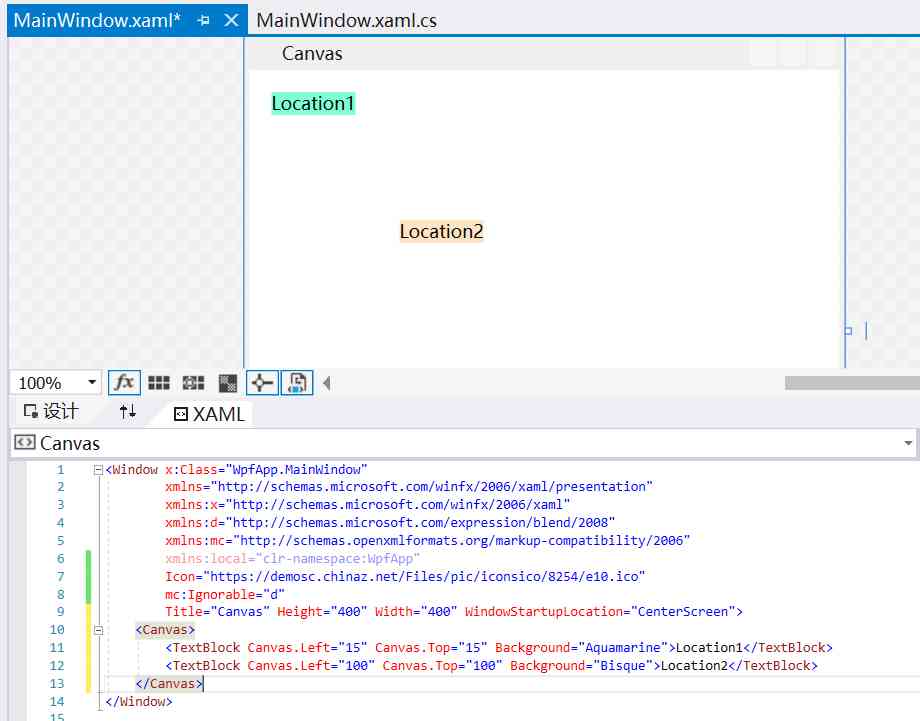 MainWindow.xaml* MainWindow.xaml.cs
Canvas
Location1
Location2
100% fx
设计 XAML
Canvas
1 <Window x:Class="WpfApp.MainWindow"
2 xmlns="http://schemas.microsoft.com/winfx/2006/xaml/presentation"
3 xmlns:x="http://schemas.microsoft.com/winfx/2006/xaml"
4 xmlns:d="http://schemas.microsoft.com/expression/blend/2008"
5 xmlns:mc="http://schemas.openxmlformats.org/markup-compatibility/2006"
6 xmlns:local="clr-namespace:WpfApp"
7 Icon="https://demosc.chinaz.net/Files/pic/iconsico/8254/e10.ico"
8 mc:Ignorable="d"
9 Title="Canvas" Height="400" Width="400" WindowStartupLocation="CenterScreen">
10 <Canvas>
11 <TextBlock Canvas.Left="15" Canvas.Top="15" Background="Aquamarine">Location1</TextBlock>
12 <TextBlock Canvas.Left="100" Canvas.Top="100" Background="Bisque">Location2</TextBlock>
13 </Canvas>
14 </Window>
15